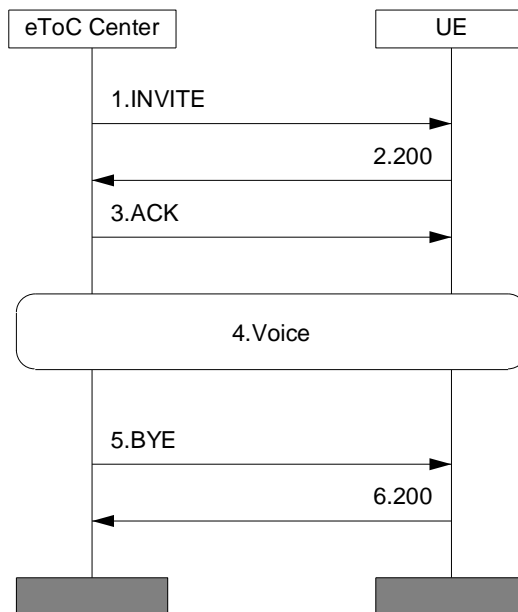 eToC Center
UE
1.INVITE
2.200
3.ACK
4.Voice
5.BYE
6.200